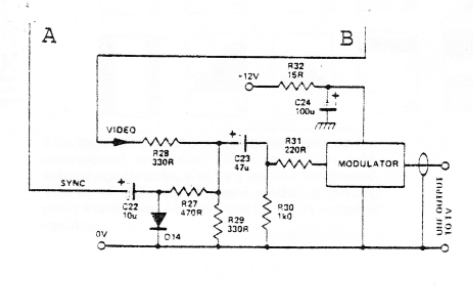 A
B
R32
15R
+12V
C24
100u
+
VIDEO
R28
330R
+
C23
47u
R31
220R
MODULATOR
SYNC
+
C22
10u
R27
470R
R29
330R
R30
1k0
D14
0V
UHF OUTPUT
TO TV